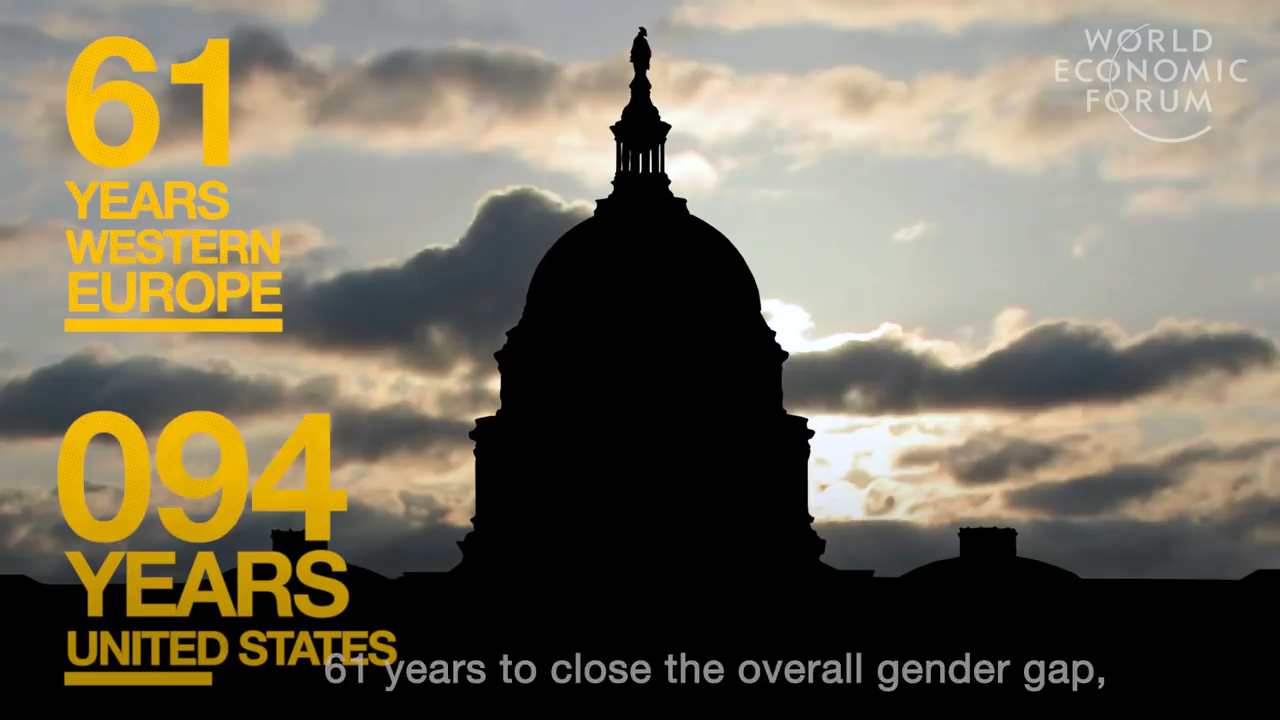 61
YEARS
WESTERN
EUROPE
094
YEARS
UNITED STATES
WORLD
ECONOMIC
FORUM
61 years to close the overall gender gap,